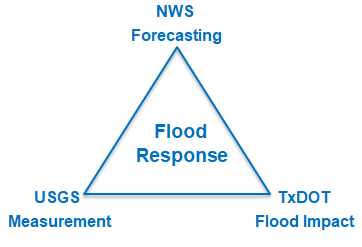 NWS
Forecasting
Flood
Response
USGS
Measurement
TxDOT
Flood Impact